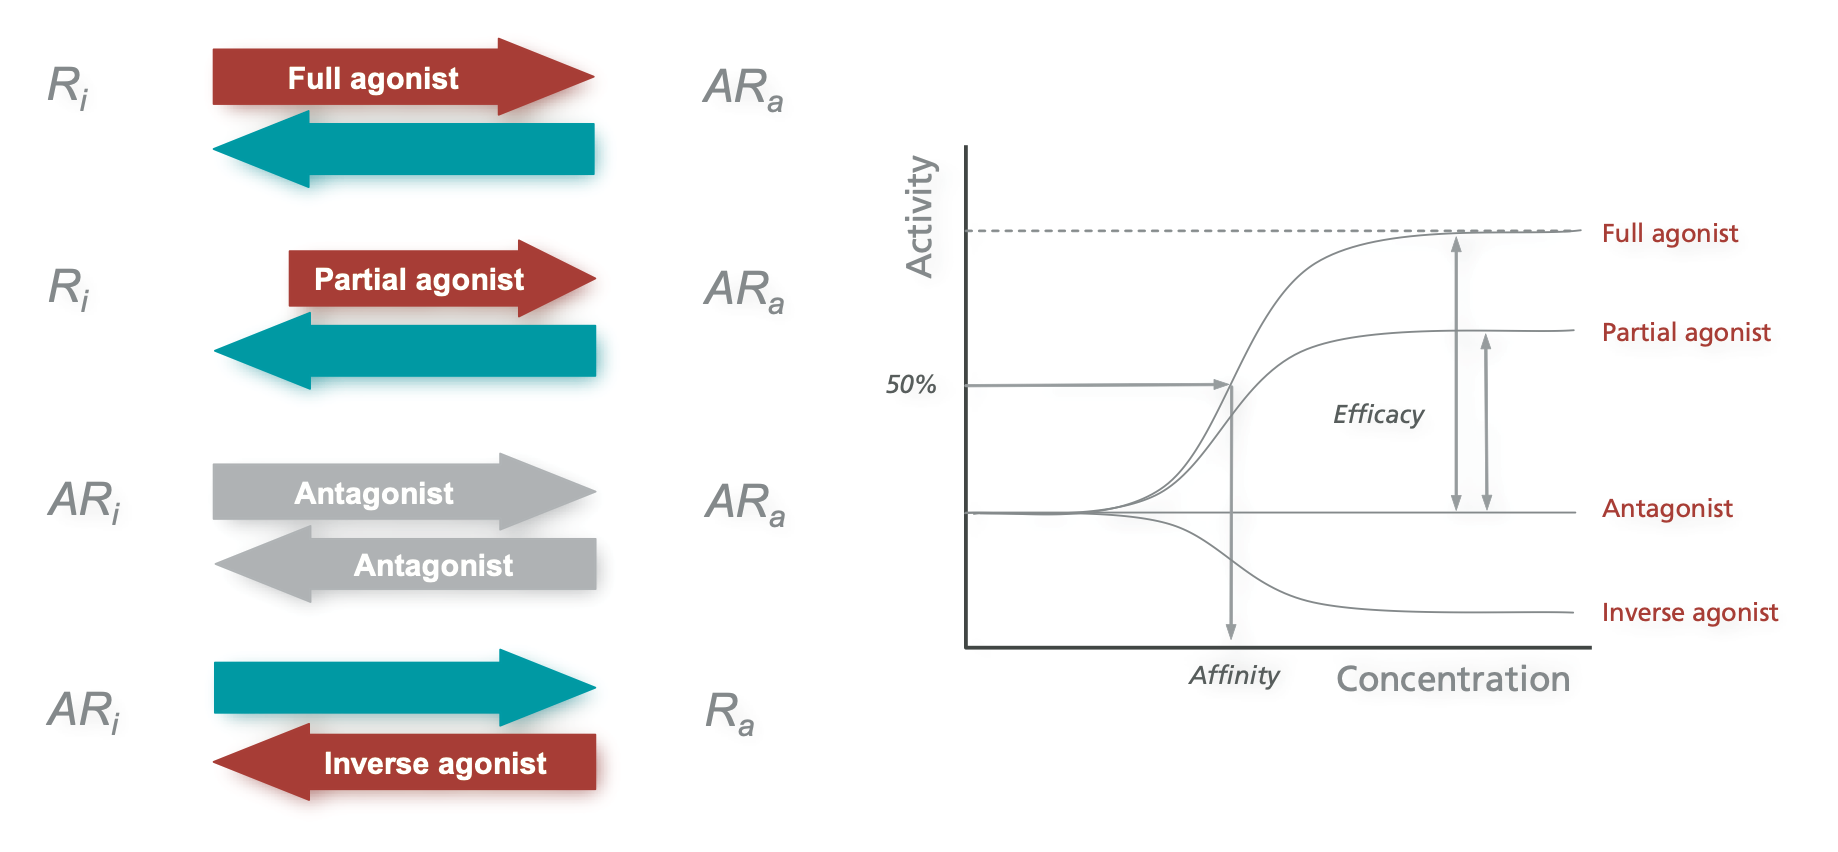 R_i
Full agonist
AR_a
R_i
Partial agonist
AR_a
AR_i
Antagonist
Antagonist
AR_a
AR_i
Inverse agonist
R_a
Activity
50%
Efficacy
Affinity
Concentration
Full agonist
Partial agonist
Antagonist
Inverse agonist